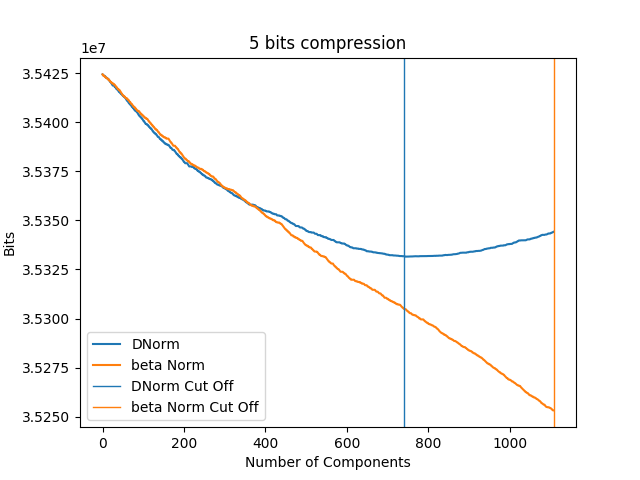 5 bits compression
1e7
3.5425
3.5400
3.5375
3.5350
3.5325
3.5300
3.5275
3.5250
Bits
DNorm
beta Norm
DNorm Cut Off
beta Norm Cut Off
0 200 400 600 800 1000
Number of Components